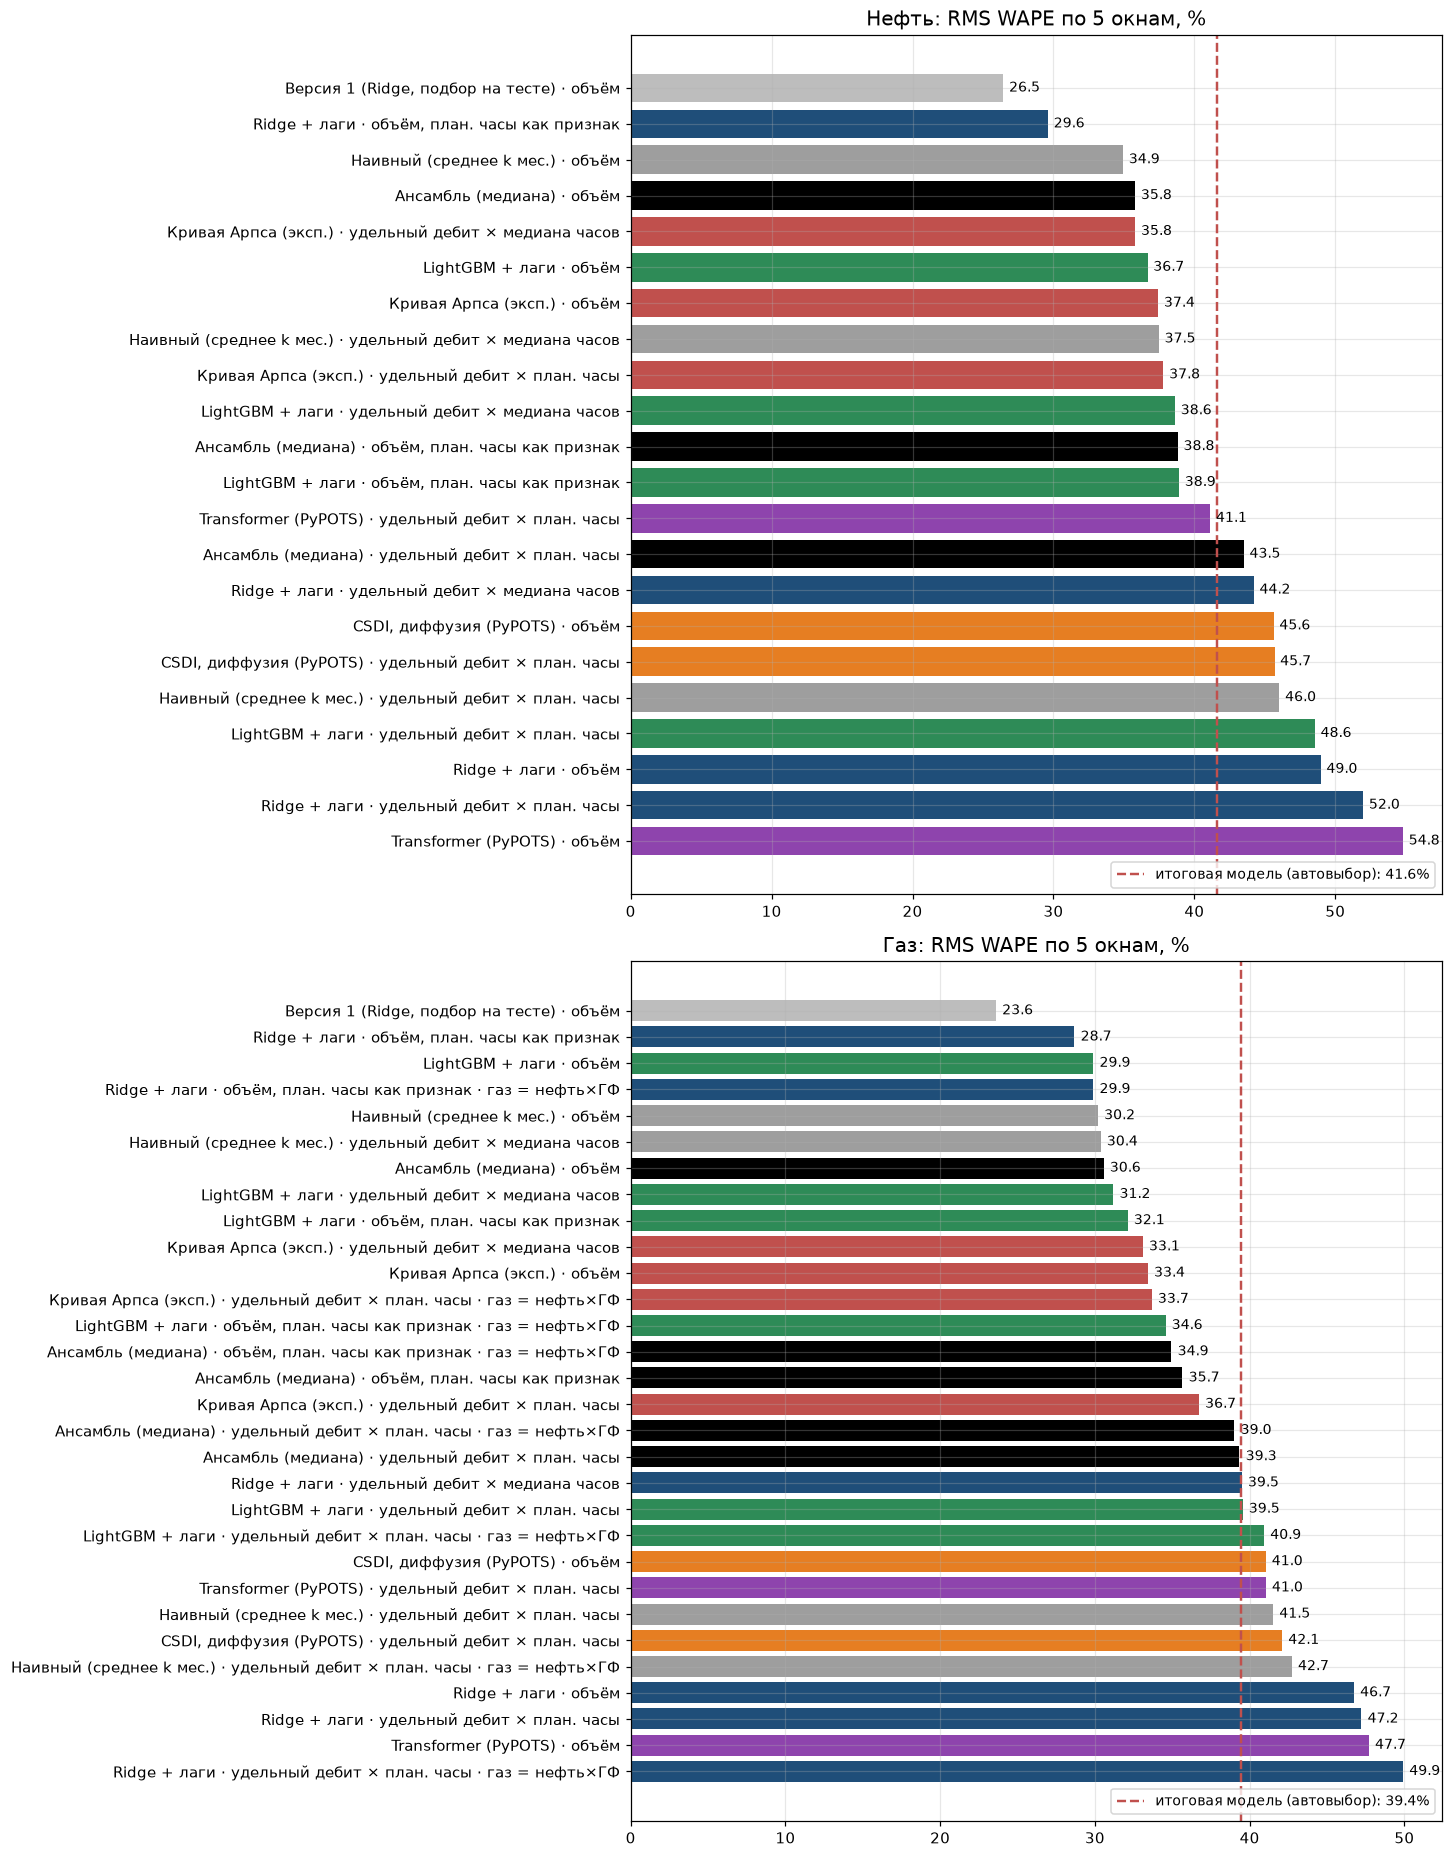 Нефть: RMS WAPE по 5 окнам, %
Версия 1 (Ridge, подбор на тесте) · объём 26.5
Ridge + лаги · объём, план. часы как признак 29.6
Наивный (среднее k мес.) · объём 34.9
Ансамбль (медиана) · объём 35.8
Кривая Арпса (эксп.) · удельный дебит × медиана часов 35.8
LightGBM + лаги · объём 36.7
Кривая Арпса (эксп.) · объём 37.4
Наивный (среднее k мес.) · удельный дебит × медиана часов 37.5
Кривая Арпса (эксп.) · удельный дебит × план. часы 37.8
LightGBM + лаги · удельный дебит × медиана часов 38.6
Ансамбль (медиана) · объём, план. часы как признак 38.8
LightGBM + лаги · объём, план. часы как признак 38.9
Transformer (PyPOTS) · удельный дебит × план. часы 41.1
Ансамбль (медиана) · удельный дебит × план. часы 43.5
Ridge + лаги · удельный дебит × медиана часов 44.2
CSDI, диффузия (PyPOTS) · объём 45.6
CSDI, диффузия (PyPOTS) · удельный дебит × план. часы 45.7
Наивный (среднее k мес.) · удельный дебит × план. часы 46.0
LightGBM + лаги · удельный дебит × план. часы 48.6
Ridge + лаги · объём 49.0
Ridge + лаги · удельный дебит × план. часы 52.0
Transformer (PyPOTS) · объём 54.8
итоговая модель (автовыбор): 41.6%
0 10 20 30 40 50
Газ: RMS WAPE по 5 окнам, %
Версия 1 (Ridge, подбор на тесте) · объём 23.6
Ridge + лаги · объём, план. часы как признак 28.7
LightGBM + лаги · объём 29.9
Ridge + лаги · объём, план. часы как признак · газ = нефть×ГФ 29.9
Наивный (среднее k мес.) · объём 30.2
Наивный (среднее k мес.) · удельный дебит × медиана часов 30.4
Ансамбль (медиана) · объём 30.6
LightGBM + лаги · удельный дебит × медиана часов 31.2
LightGBM + лаги · объём, план. часы как признак 32.1
Кривая Арпса (эксп.) · удельный дебит × медиана часов 33.1
Кривая Арпса (эксп.) · объём 33.4
Кривая Арпса (эксп.) · удельный дебит × план. часы · газ = нефть×ГФ 33.7
LightGBM + лаги · объём, план. часы как признак · газ = нефть×ГФ 34.6
Ансамбль (медиана) · объём, план. часы как признак · газ = нефть×ГФ 34.9
Ансамбль (медиана) · объём, план. часы как признак 35.7
Кривая Арпса (эксп.) · удельный дебит × план. часы 36.7
Ансамбль (медиана) · удельный дебит × план. часы · газ = нефть×ГФ 39.0
Ансамбль (медиана) · удельный дебит × план. часы 39.3
Ridge + лаги · удельный дебит × медиана часов 39.5
LightGBM + лаги · удельный дебит × план. часы 39.5
LightGBM + лаги · удельный дебит × план. часы · газ = нефть×ГФ 40.9
CSDI, диффузия (PyPOTS) · объём 41.0
Transformer (PyPOTS) · удельный дебит × план. часы 41.0
Наивный (среднее k мес.) · удельный дебит × план. часы 41.5
CSDI, диффузия (PyPOTS) · удельный дебит × план. часы 42.1
Наивный (среднее k мес.) · удельный дебит × план. часы · газ = нефть×ГФ 42.7
Ridge + лаги · объём 46.7
Ridge + лаги · удельный дебит × план. часы 47.2
Transformer (PyPOTS) · объём 47.7
Ridge + лаги · удельный дебит × план. часы · газ = нефть×ГФ 49.9
итоговая модель (автовыбор): 39.4%
0 10 20 30 40 50